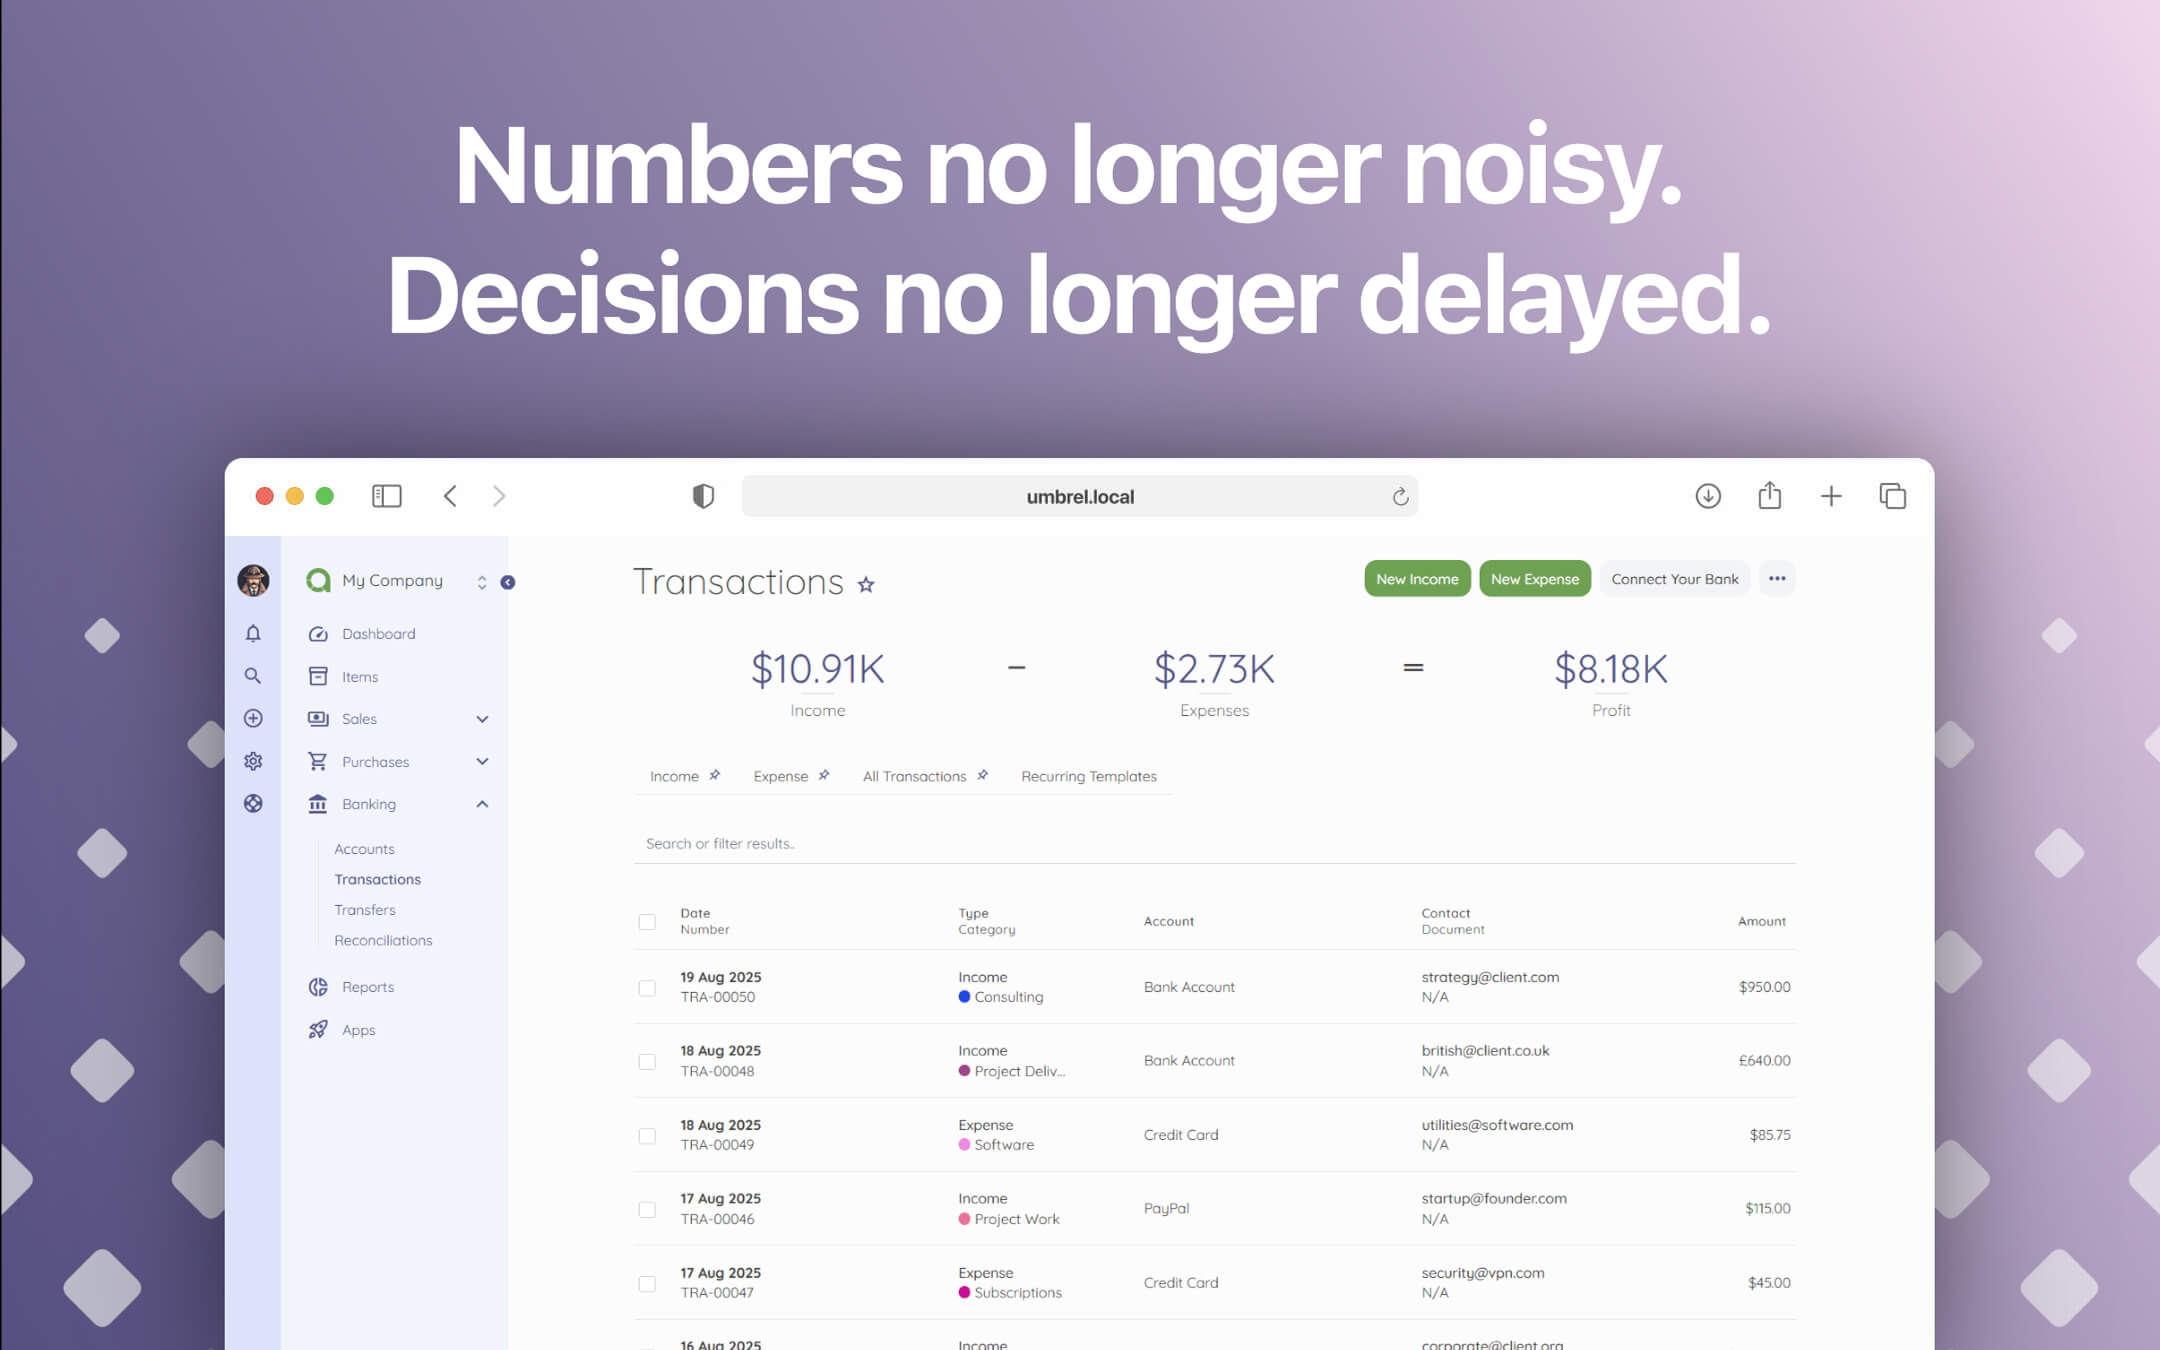 Numbers no longer noisy.
Decisions no longer delayed.
umbrel.local
My Company
Dashboard
Items
Sales
Purchases
Banking
Accounts
Transactions
Transfers
Reconciliations
Reports
Apps
Transactions
New Income
New Expense
Connect Your Bank
$10.91K
−
$2.73K
=
$8.18K
Income
Expenses
Profit
Income
Expense
All Transactions
Recurring Templates
Search or filter results..
Date
Number
Type
Category
Account
Contact
Document
Amount
19 Aug 2025
TRA-00050
Income
Consulting
Bank Account
strategy@client.com
N/A
$950.00
18 Aug 2025
TRA-00048
Income
Project Deliv...
Bank Account
british@client.co.uk
N/A
£640.00
18 Aug 2025
TRA-00049
Expense
Software
Credit Card
utilities@software.com
N/A
$85.75
17 Aug 2025
TRA-00046
Income
Project Work
PayPal
startup@founder.com
N/A
$115.00
17 Aug 2025
TRA-00047
Expense
Subscriptions
Credit Card
security@vpn.com
N/A
$45.00
16 Aug 2025
Income
corporate@client.org